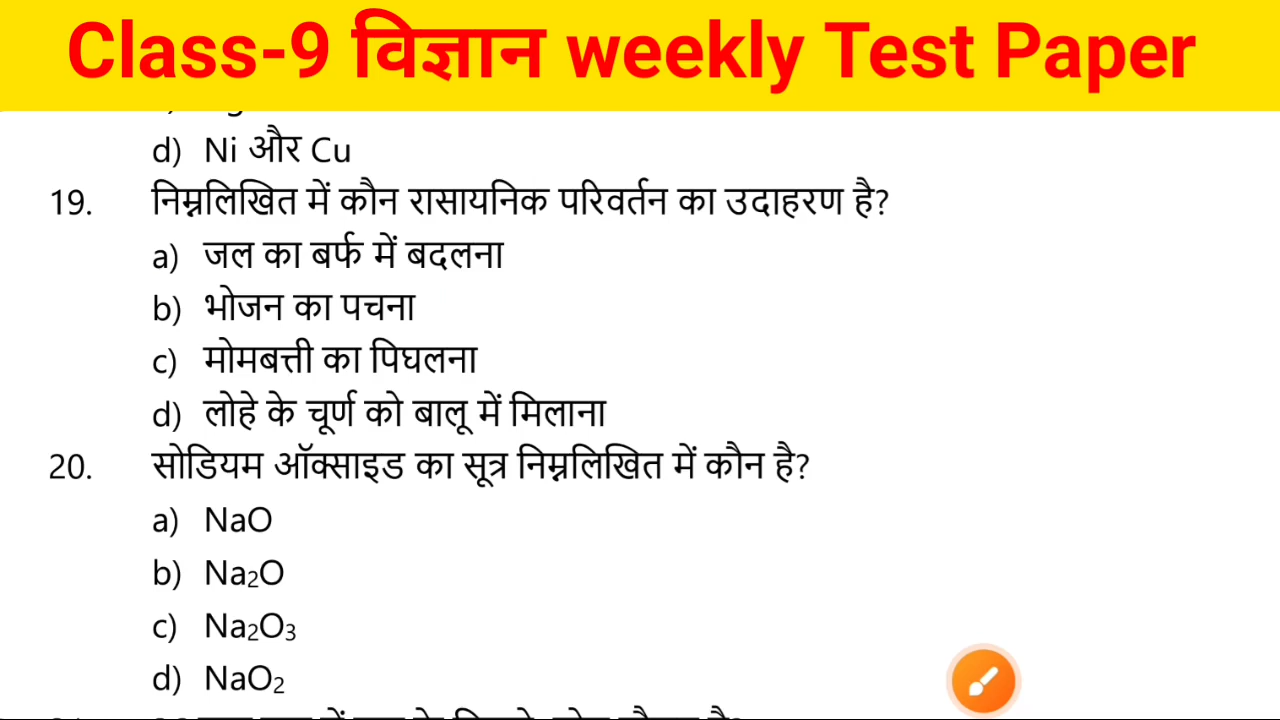 Class-9 विज्ञान weekly Test Paper
d) Ni और Cu
19. निम्नलिखित में कौन रासायनिक परिवर्तन का उदाहरण है?
a) जल का बर्फ में बदलना
b) भोजन का पचना
c) मोमबत्ती का पिघलना
d) लोहे के चूर्ण को बालू में मिलाना
20. सोडियम ऑक्साइड का सूत्र निम्नलिखित में कौन है?
a) NaO
b) Na₂O
c) Na₂O₃
d) NaO₂